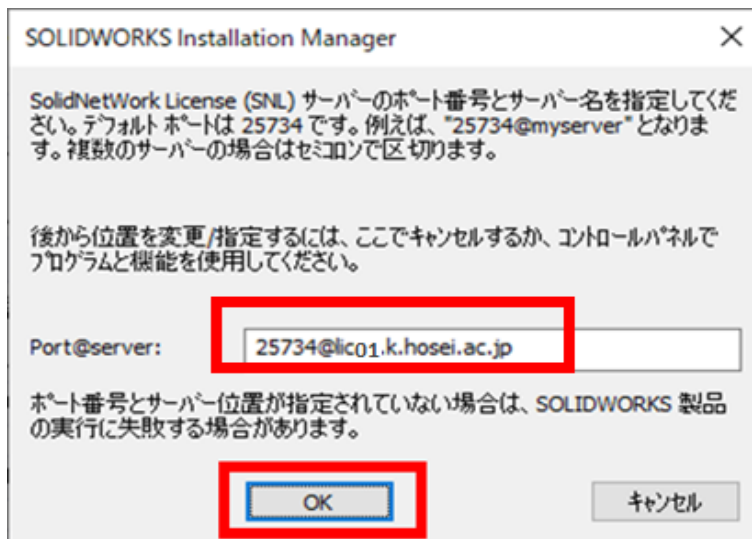 SOLIDWORKS Installation Manager
SolidNetWork License (SNL) サーバーのポート番号とサーバー名を指定してくだ
さい。デフォルト ポートは 25734 です。例えば、"25734@myserver" となりま
す。複数のサーバーの場合はセミコロンで区切ります。
後から位置を変更/指定するには、ここでキャンセルするか、コントロールパネルで
プログラムと機能を使用してください。
Port@server: 25734@lic01.k.hosei.ac.jp
ポート番号とサーバー位置が指定されていない場合は、SOLIDWORKS 製品
の実行に失敗する場合があります。
OK キャンセル